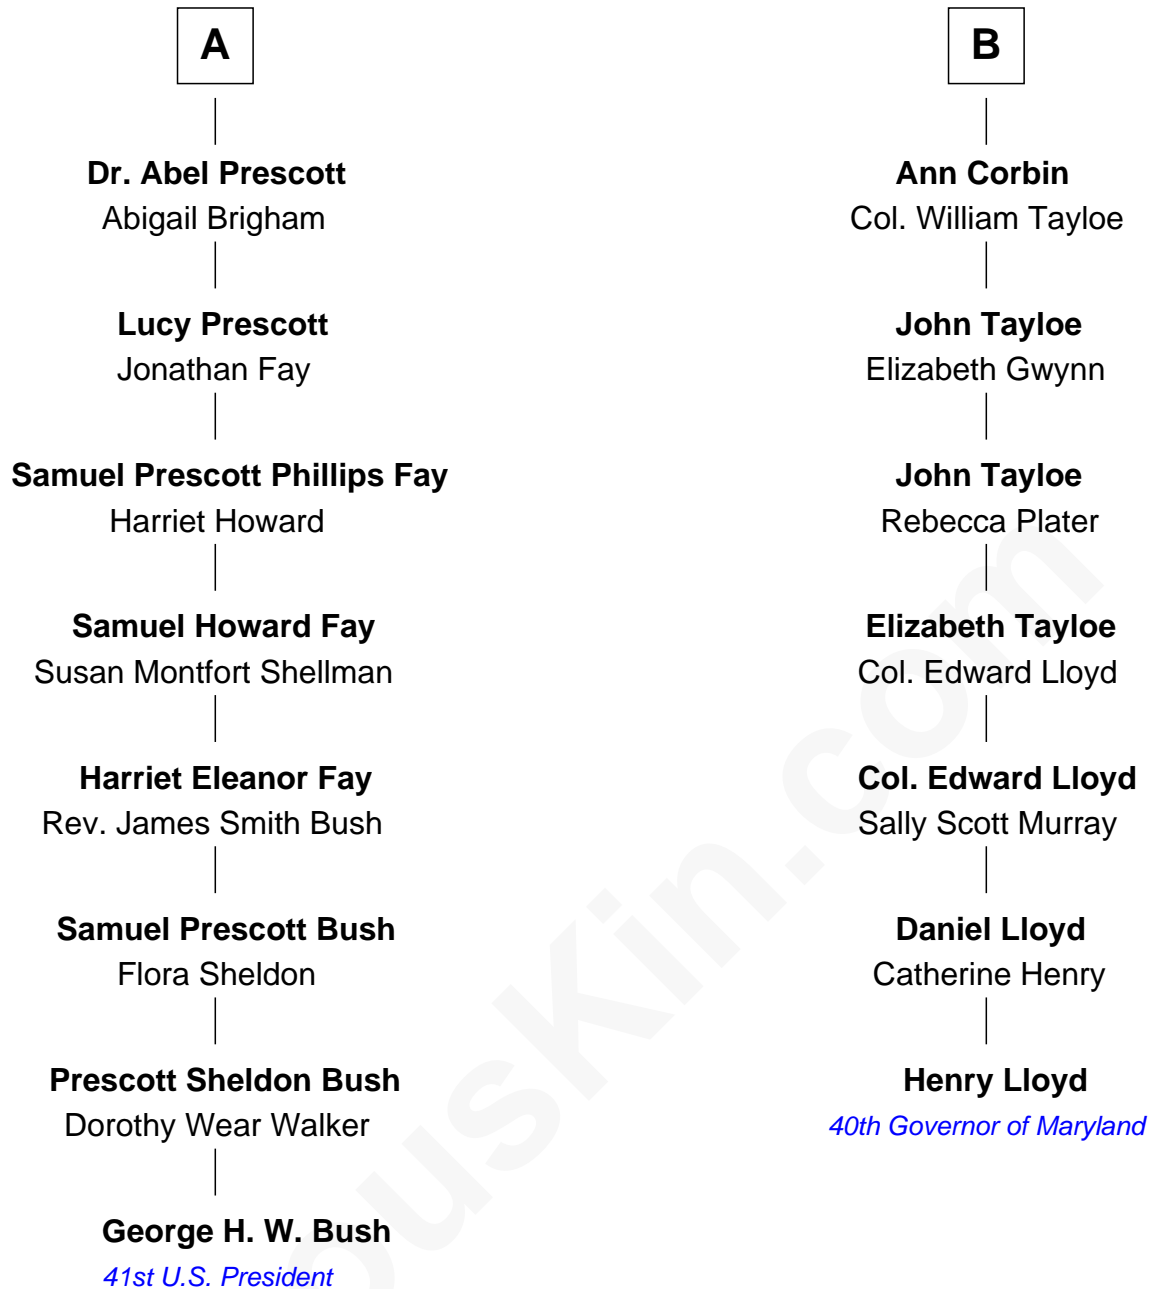 A
Dr. Abel Prescott
Abigail Brigham
Lucy Prescott
Jonathan Fay
Samuel Prescott Phillips Fay
Harriet Howard
Samuel Howard Fay
Susan Montfort Shellman
Harriet Eleanor Fay
Rev. James Smith Bush
Samuel Prescott Bush
Flora Sheldon
Prescott Sheldon Bush
Dorothy Wear Walker
George H. W. Bush
41st U.S. President
B
Ann Corbin
Col. William Tayloe
John Tayloe
Elizabeth Gwynn
John Tayloe
Rebecca Plater
Elizabeth Tayloe
Col. Edward Lloyd
Col. Edward Lloyd
Sally Scott Murray
Daniel Lloyd
Catherine Henry
Henry Lloyd
40th Governor of Maryland
ousKin.com